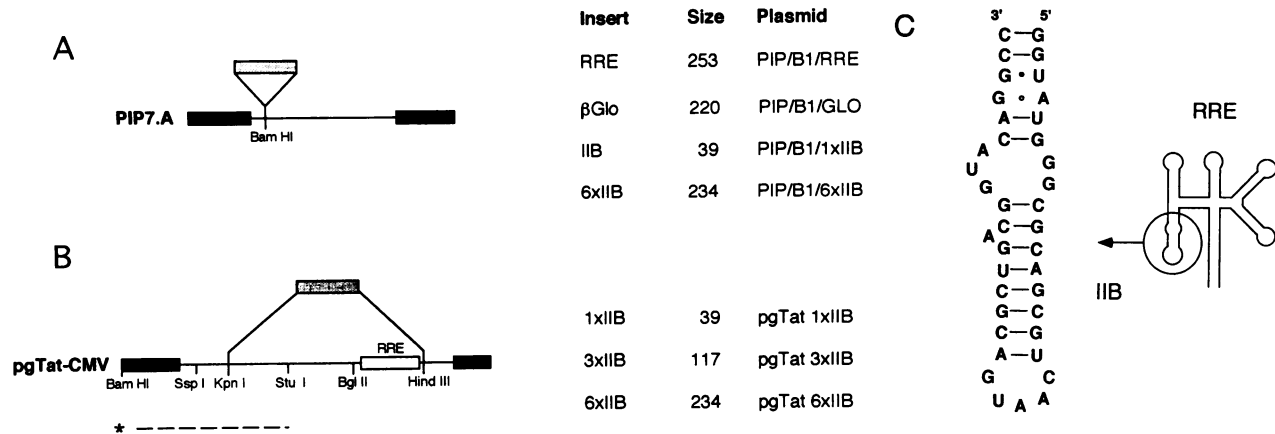 A
PIP7.A
Bam HI
Insert Size Plasmid
RRE 253 PIP/B1/RRE
βGlo 220 PIP/B1/GLO
IIB 39 PIP/B1/1xIIB
6xIIB 234 PIP/B1/6xIIB
B
pgTat-CMV
RRE
Bam HI Ssp I Kpn I Stu I Bgl II Hind III
*
1xIIB 39 pgTat 1xIIB
3xIIB 117 pgTat 3xIIB
6xIIB 234 pgTat 6xIIB
C
3' 5'
C G
C G
G U
G A
A U
C G
A G
U G
G C
G G
C C
A G A
U G
G C
C G
A U
G C
U A A A
RRE
IIB